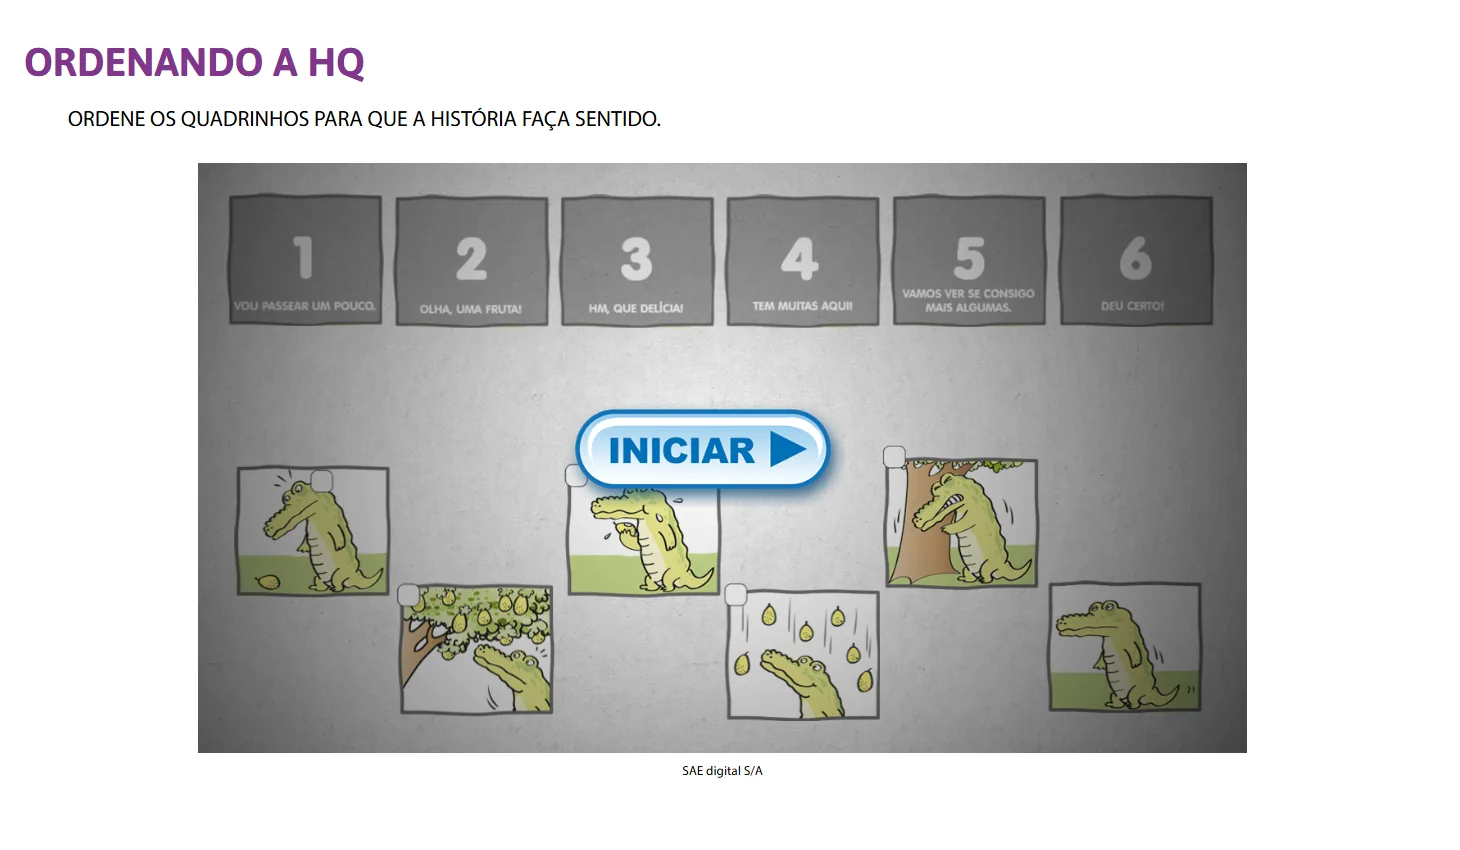 ORDENANDO A HQ
ORDENE OS QUADRINHOS PARA QUE A HISTÓRIA FAÇA SENTIDO.
1
VOU PASSEAR UM POUCO.
2
OLHA, UMA FRUTA!
3
HM, QUE DELÍCIA!
4
TEM MUITAS AQUI!
5
VAMOS VER SE CONSIGO
MAIS ALGUMAS.
6
DEU CERTO!
INICIAR
SAE digital S/A